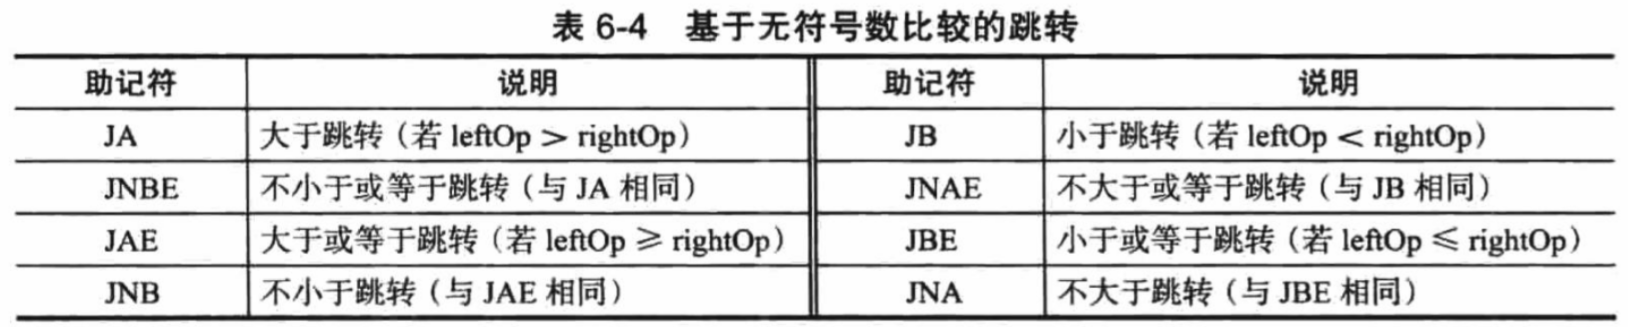 表 6-4 基于无符号数比较的跳转
助记符 说明 助记符 说明
JA 大于跳转（若 leftOp > rightOp） JB 小于跳转（若 leftOp < rightOp）
JNBE 不小于或等于跳转（与 JA 相同） JNAE 不大于或等于跳转（与 JB 相同）
JAE 大于或等于跳转（若 leftOp ≥ rightOp） JBE 小于或等于跳转（若 leftOp ≤ rightOp）
JNB 不小于跳转（与 JAE 相同） JNA 不大于跳转（与 JBE 相同）